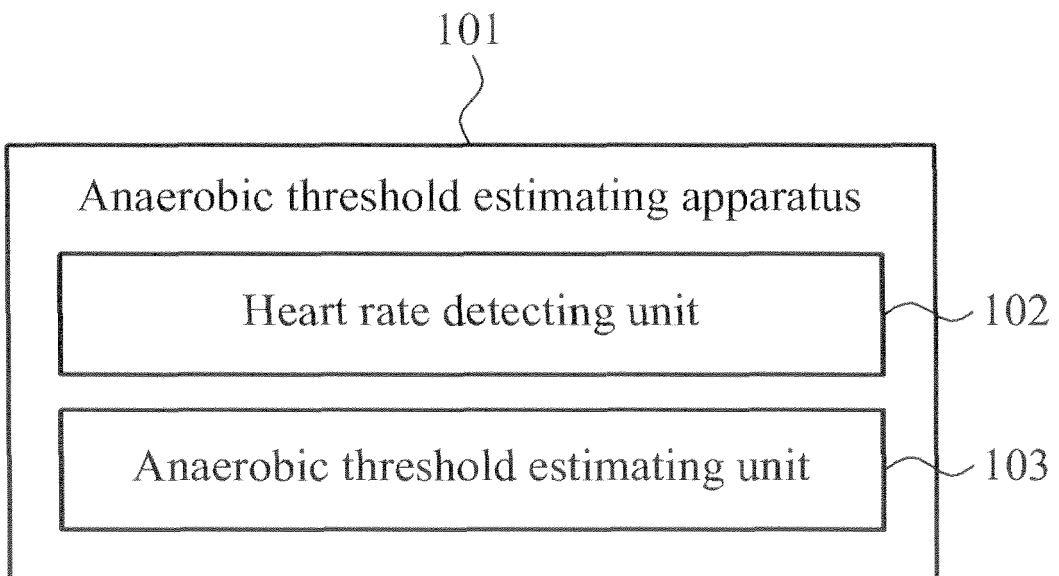 101
Anaerobic threshold estimating apparatus
Heart rate detecting unit
102
Anaerobic threshold estimating unit
103